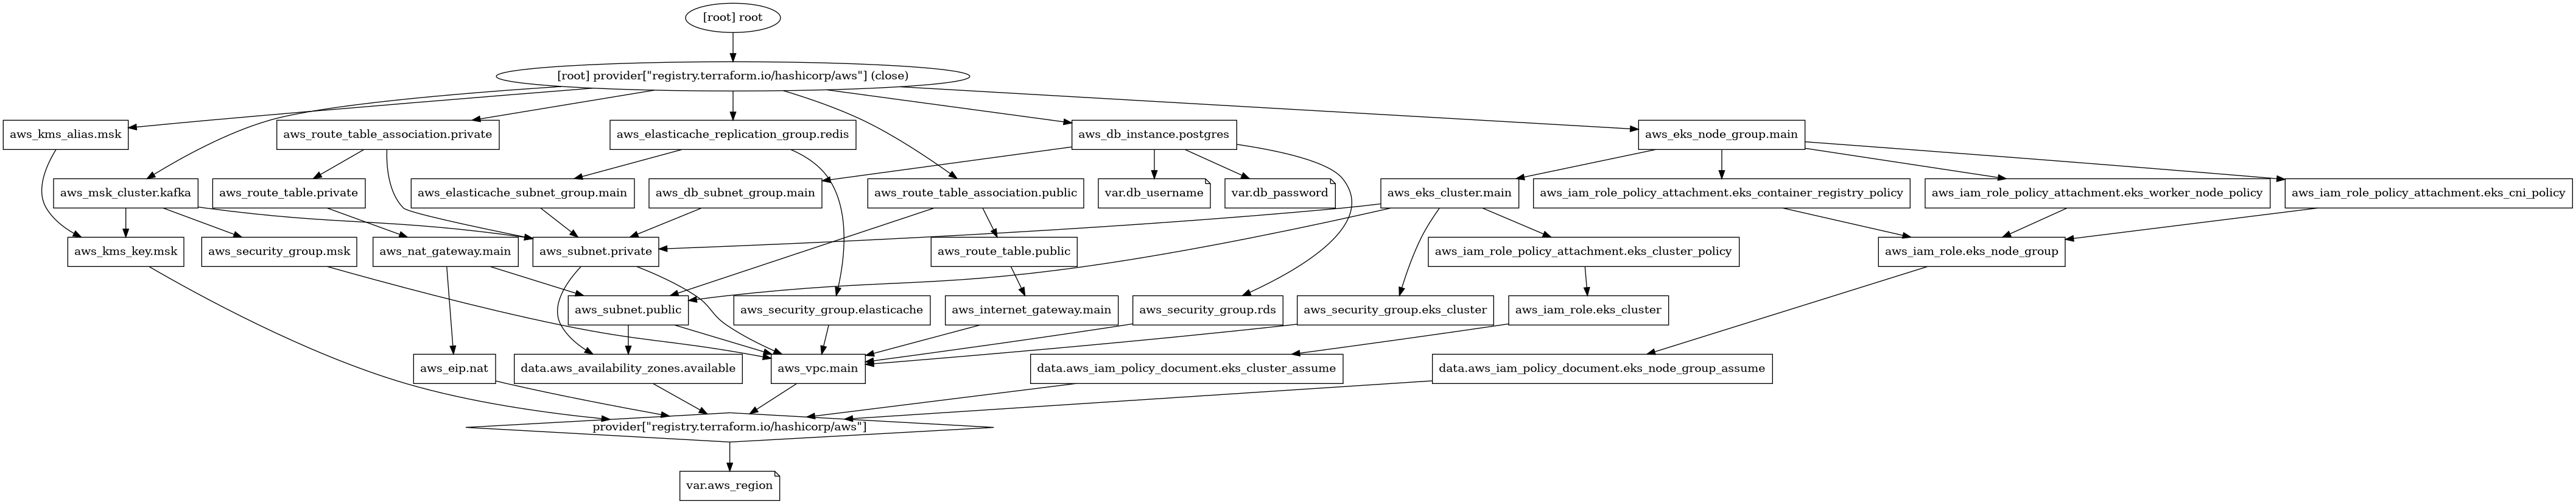 [root] root
[root] provider["registry.terraform.io/hashicorp/aws"] (close)
aws_kms_alias.msk
aws_route_table_association.private
aws_elasticache_replication_group.redis
aws_db_instance.postgres
aws_eks_node_group.main
aws_msk_cluster.kafka
aws_route_table.private
aws_elasticache_subnet_group.main
aws_db_subnet_group.main
aws_route_table_association.public
var.db_username
var.db_password
aws_eks_cluster.main
aws_iam_role_policy_attachment.eks_container_registry_policy
aws_iam_role_policy_attachment.eks_worker_node_policy
aws_iam_role_policy_attachment.eks_cni_policy
aws_kms_key.msk
aws_security_group.msk
aws_nat_gateway.main
aws_subnet.private
aws_route_table.public
aws_iam_role_policy_attachment.eks_cluster_policy
aws_iam_role.eks_node_group
aws_subnet.public
aws_security_group.elasticache
aws_internet_gateway.main
aws_security_group.rds
aws_security_group.eks_cluster
aws_iam_role.eks_cluster
aws_eip.nat
data.aws_availability_zones.available
aws_vpc.main
data.aws_iam_policy_document.eks_cluster_assume
data.aws_iam_policy_document.eks_node_group_assume
provider["registry.terraform.io/hashicorp/aws"]
var.aws_region